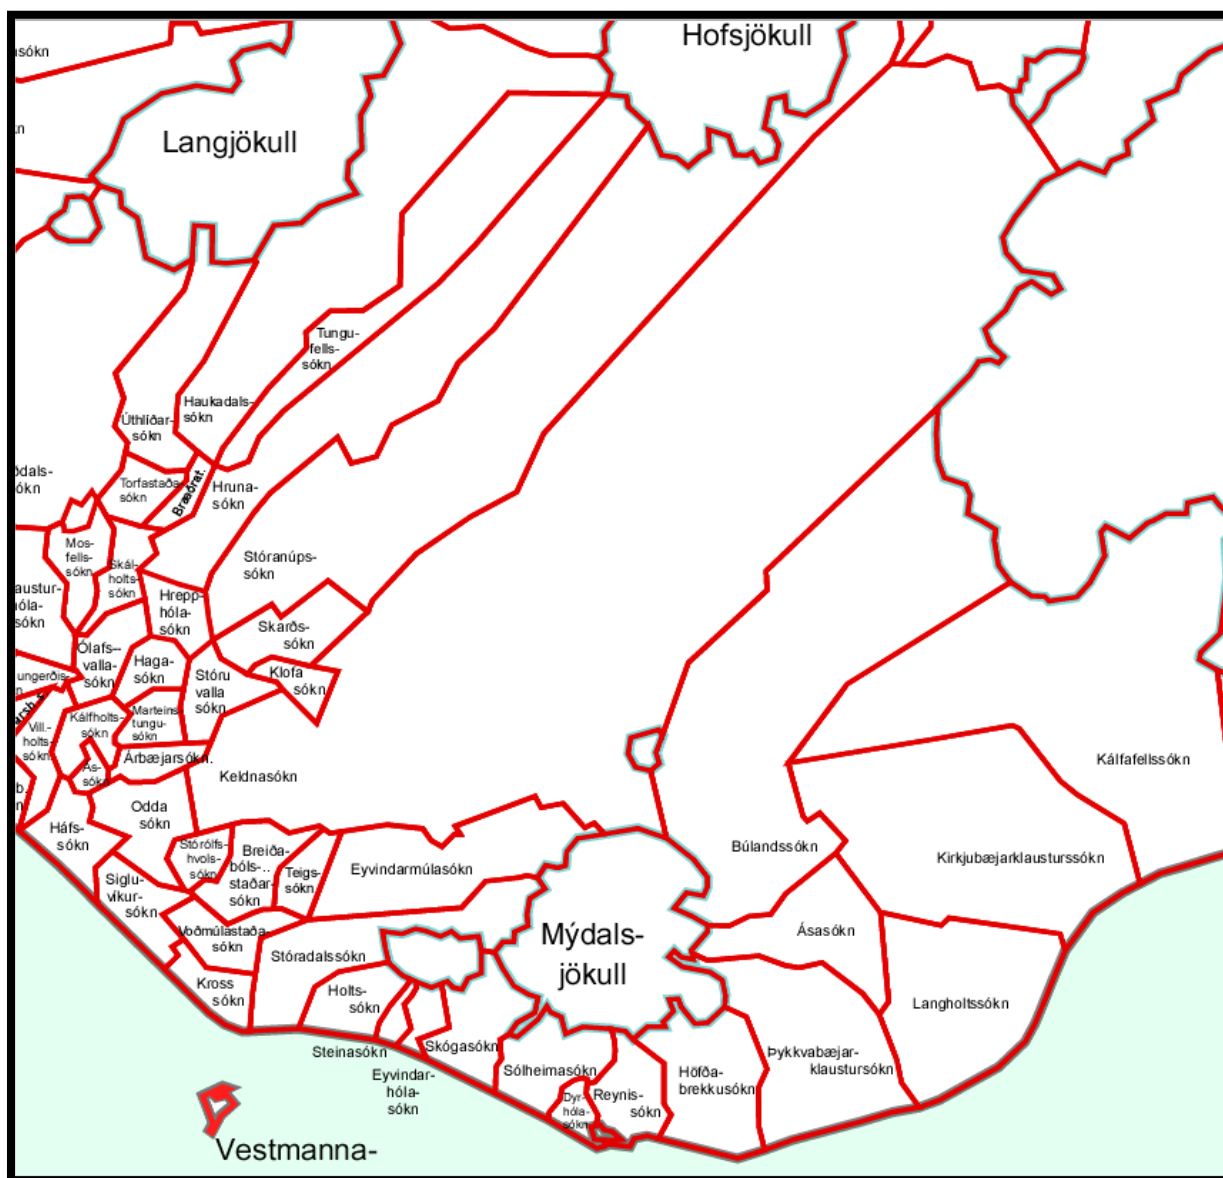 Hofsjökull
Langjökull
Tungu-
fells-
sókn
Haukadals-
sókn
Úthlíðar-
sókn
Torfastaða
sókn
Bræðrat.
Hruna-
sókn
Mos-
fells-
sókn
Skál-
holts-
sókn
Stóranúps-
sókn
Hrepp-
hóla-
sókn
Skarðs-
sókn
Ólafs--
valla-
sókn
Haga-
sókn
Stóru
valla
sókn
Klofa
sókn
Kálfholts-
sókn
Marteins
tungu-
sókn
Vill.-
holts-
sókn.
Ás-
sókn
Árbæjarsókn.
Keldnasókn
Kálfafellssókn
Odda
sókn
Háfs-
sókn
Stórólfs-
hvols-
sókn
Breiða-
bóls-..
staðar-
sókn
Teigs-
sókn
Eyvindarmúlasókn
Búlandssókn
Kirkjubæjarklausturssókn
Siglu-
víkur-
sókn
Voðmúlastaða-
sókn
Stóradalssókn
Mýdals-
jökull
Ásasókn
Kross
sókn
Holts-
sókn
Langholtssókn
Steinasókn
Skógasókn
Eyvindar-
hóla-
sókn
Sólheimasókn
Dyr-
hóla-
sókn
Reynis-
sókn
Höfða-
brekkusókn
Þykkvabæjar-
klaustursókn
Vestmanna-